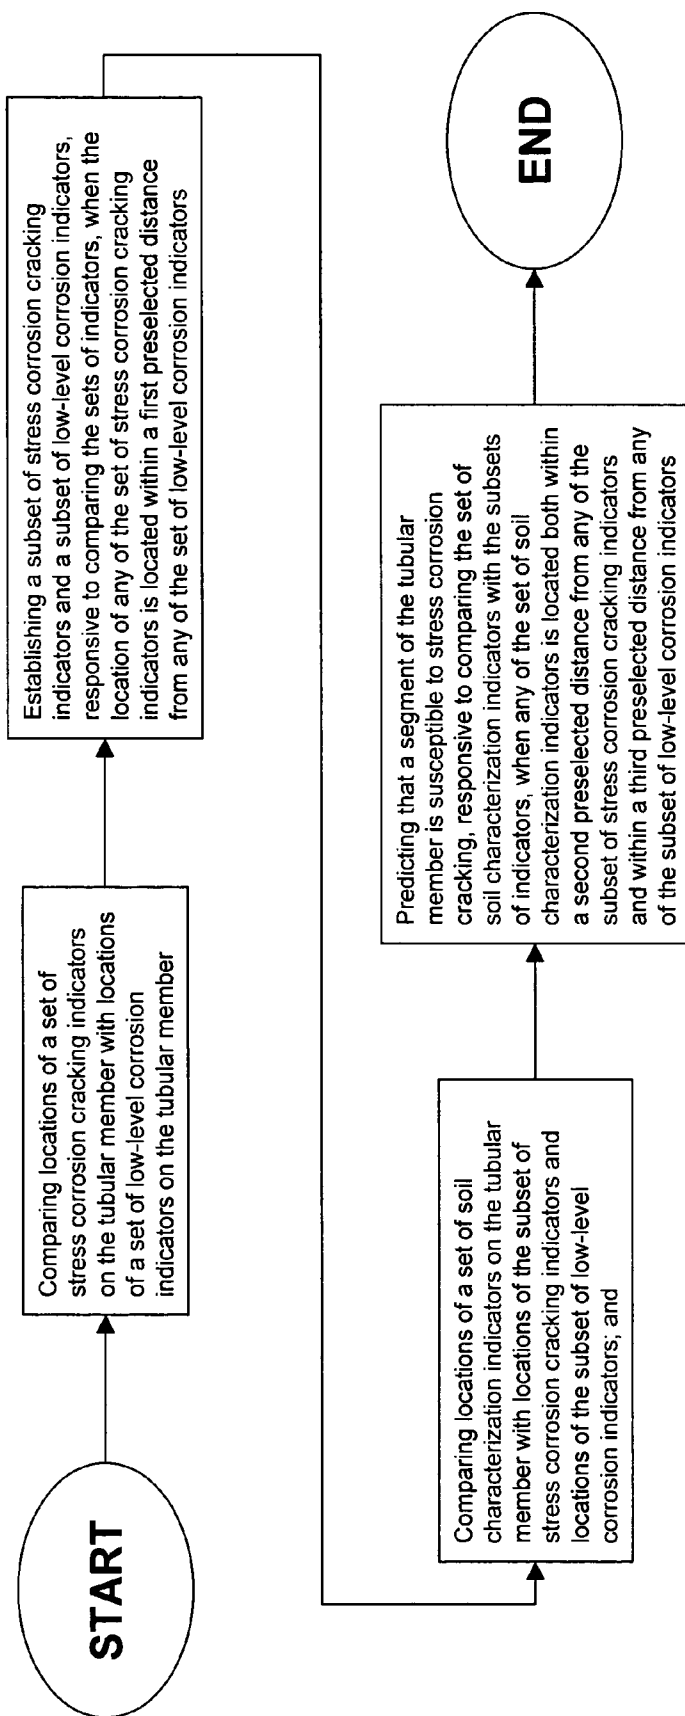 START
Comparing locations of a set of
stress corrosion cracking indicators
on the tubular member with locations
of a set of low-level corrosion
indicators on the tubular member
Establishing a subset of stress corrosion cracking
indicators and a subset of low-level corrosion indicators,
responsive to comparing the sets of indicators, when the
location of any of the set of stress corrosion cracking
indicators is located within a first preselected distance
from any of the set of low-level corrosion indicators
Comparing locations of a set of soil
characterization indicators on the tubular
member with locations of the subset of
stress corrosion cracking indicators and
locations of the subset of low-level
corrosion indicators; and
Predicting that a segment of the tubular
member is susceptible to stress corrosion
cracking, responsive to comparing the set of
soil characterization indicators with the subsets
of indicators, when any of the set of soil
characterization indicators is located both within
a second preselected distance from any of the
subset of stress corrosion cracking indicators
and within a third preselected distance from any
of the subset of low-level corrosion indicators
END